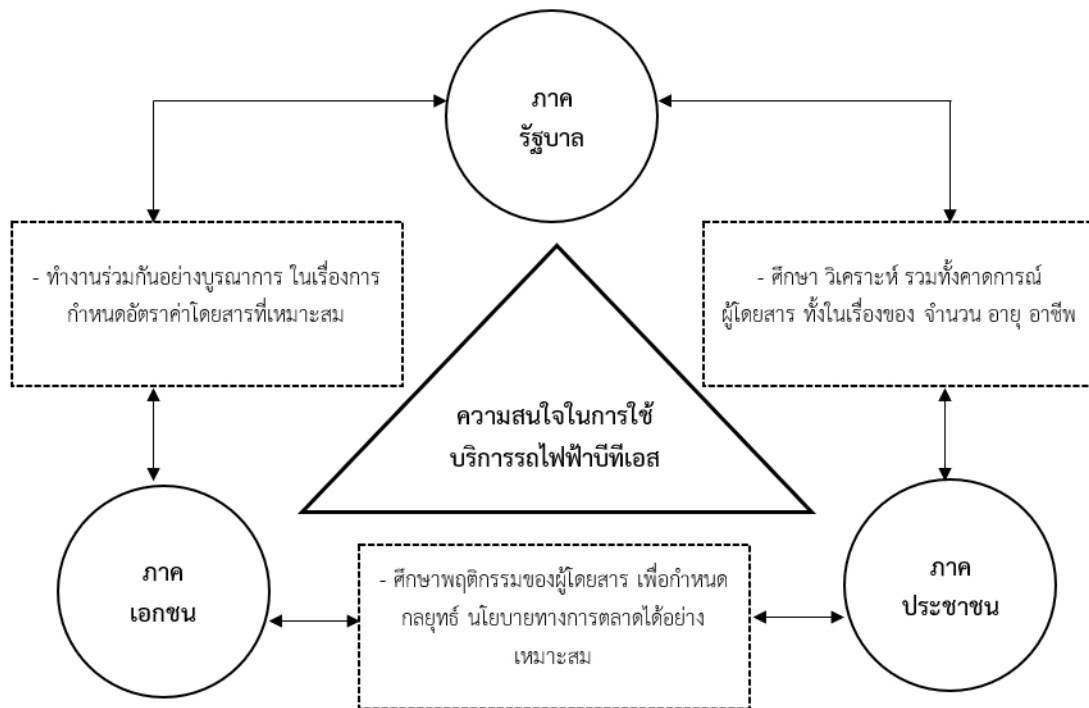 ภาค
รัฐบาล
- ทำงานร่วมกันอย่างบูรณาการ ในเรื่องการ
กำหนดอัตราค่าโดยสารที่เหมาะสม
- ศึกษา วิเคราะห์ รวมทั้งคาดการณ์
ผู้โดยสาร ทั้งในเรื่องของ จำนวน อายุ อาชีพ
ความสนใจในการใช้
บริการรถไฟฟ้าบีทีเอส
ภาค
เอกชน
- ศึกษาพฤติกรรมของผู้โดยสาร เพื่อกำหนด
กลยุทธ์ นโยบายทางการตลาดได้อย่าง
เหมาะสม
ภาค
ประชาชน